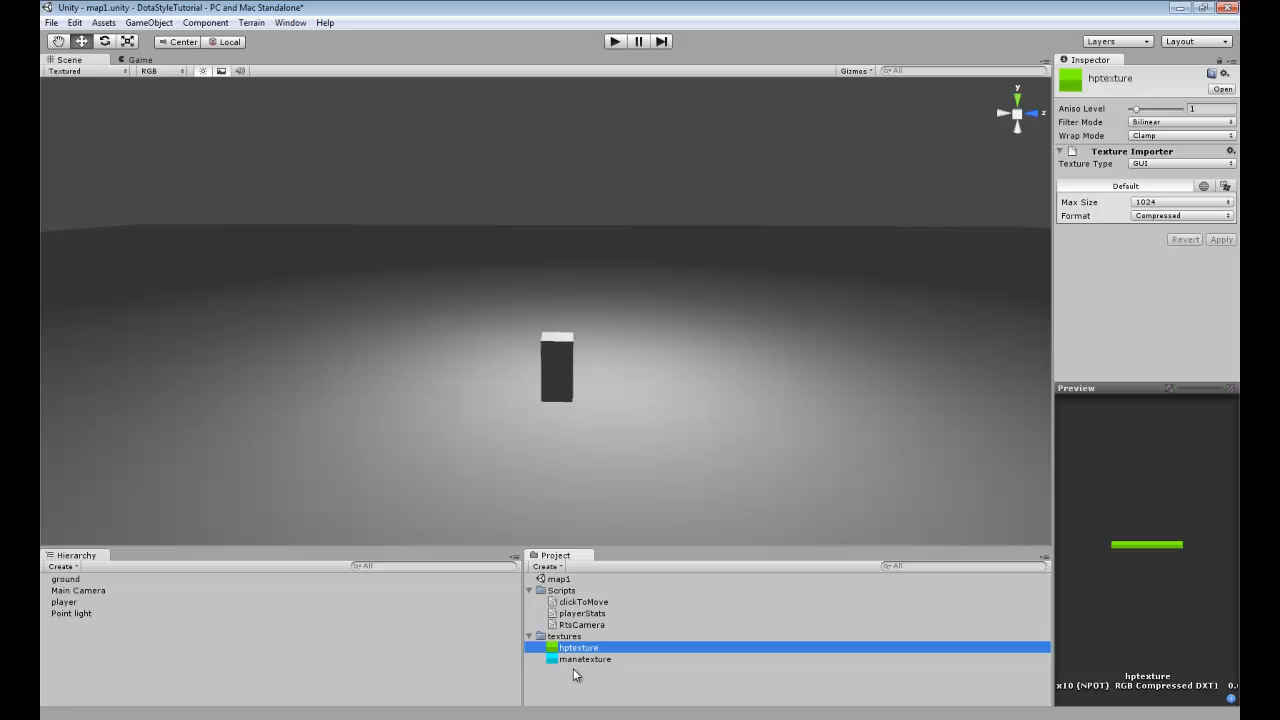 Unity - map1.unity - DotaStyleTutorial - PC and Mac Standalone*
File Edit Assets GameObject Component Terrain Window Help
Center Local Layers Layout
Scene Game
Textured RGB Gizmos All
y
z
Inspector
hptexture
Open
Aniso Level 1
Filter Mode Bilinear
Wrap Mode Clamp
Texture Importer
Texture Type GUI
Default
Max Size 1024
Format Compressed
Revert Apply
Preview
hptexture
x10 (NPOT) RGB Compressed DXT1 0.
Hierarchy
Create All
ground
Main Camera
player
Point light
Project
Create All
map1
Scripts
clickToMove
playerStats
RtsCamera
textures
hptexture
manatexture